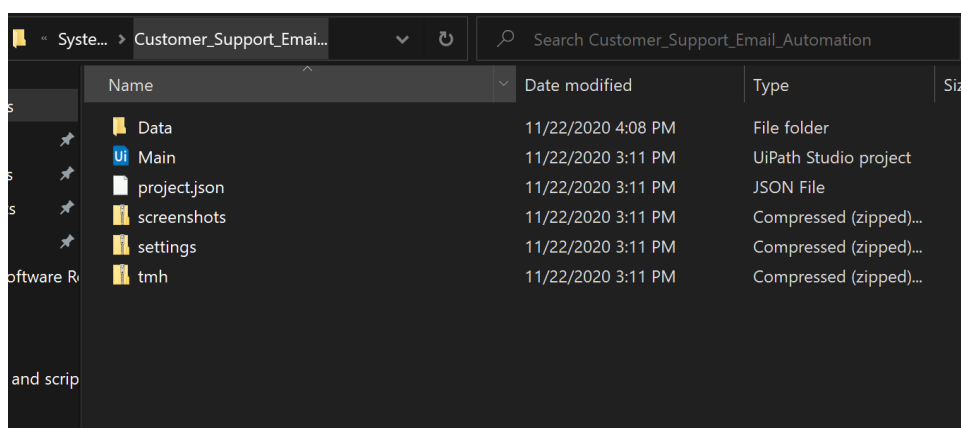 « Syste... > Customer_Support_Emai... Search Customer_Support_Email_Automation
Name Date modified Type Siz
s
Data 11/22/2020 4:08 PM File folder
Ui Main 11/22/2020 3:11 PM UiPath Studio project
s project.json 11/22/2020 3:11 PM JSON File
s screenshots 11/22/2020 3:11 PM Compressed (zipped)...
settings 11/22/2020 3:11 PM Compressed (zipped)...
oftware Re tmh 11/22/2020 3:11 PM Compressed (zipped)...
and scrip